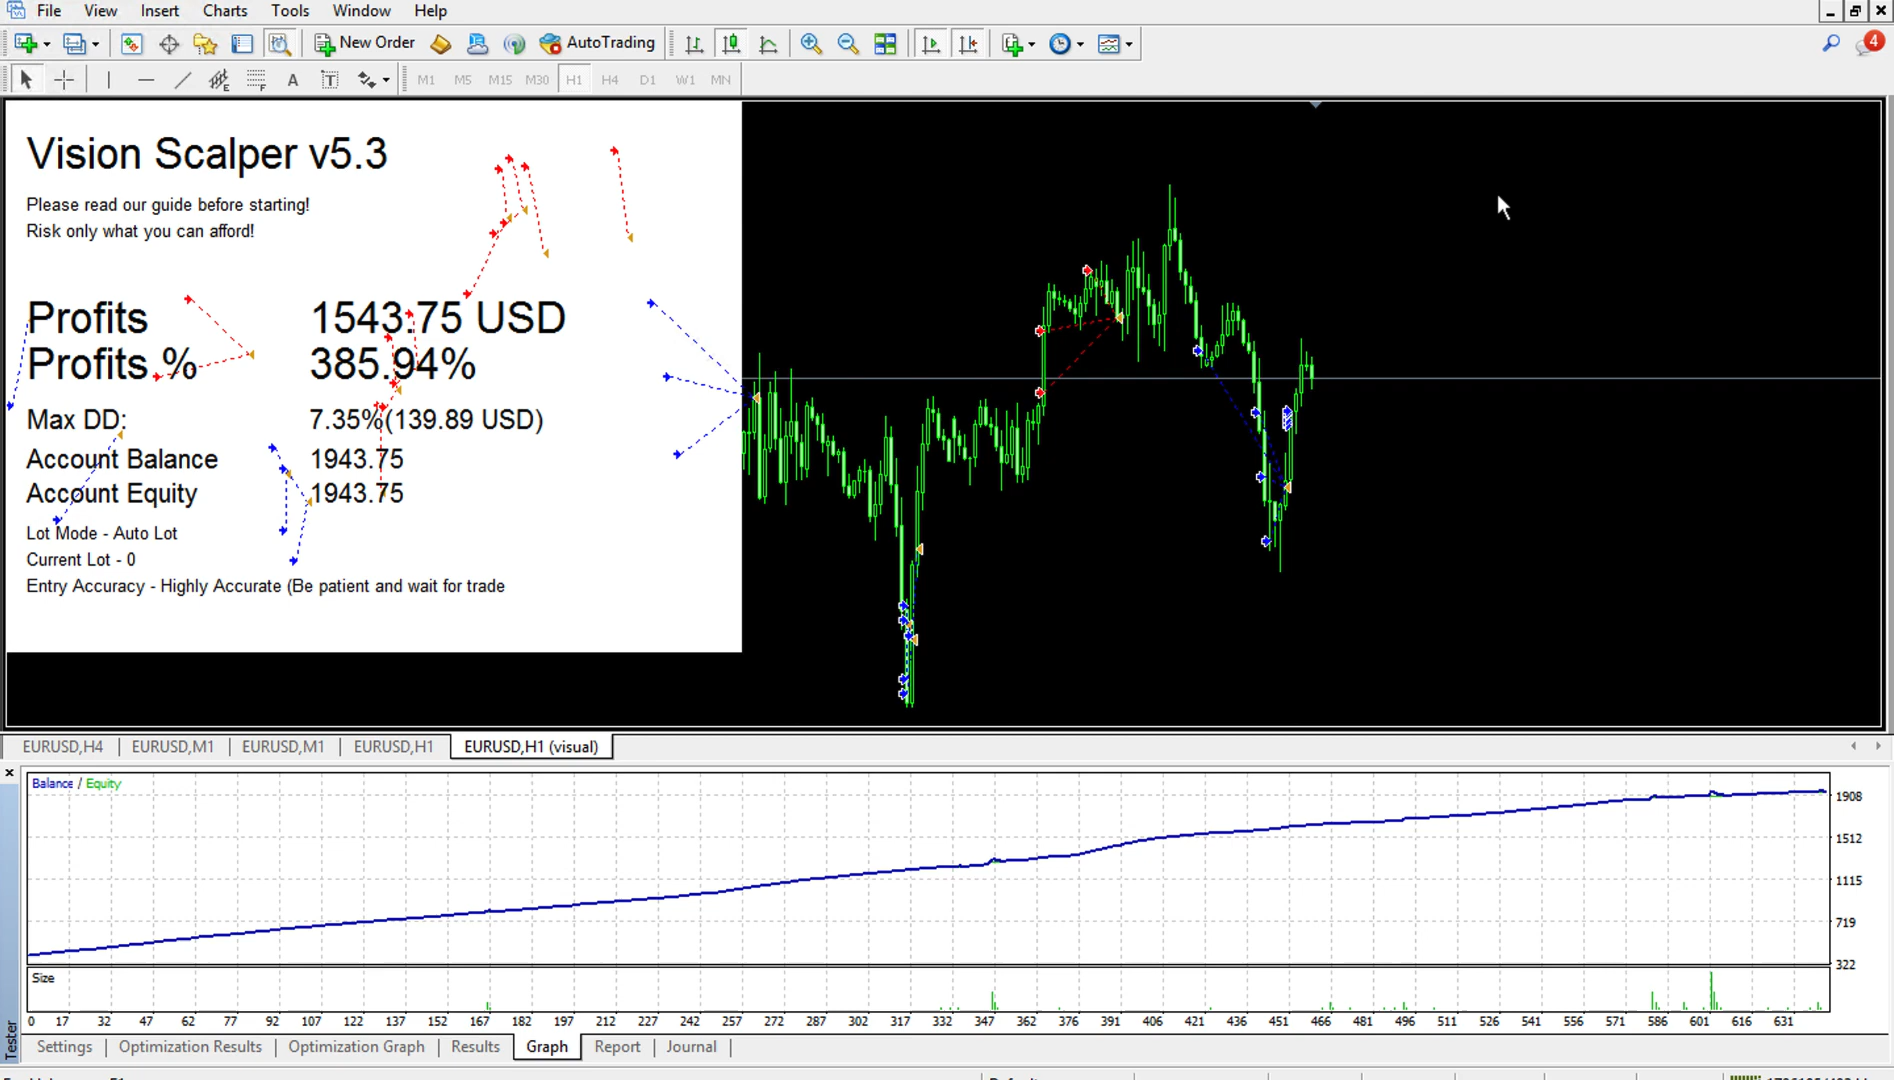 File View Insert Charts Tools Window Help
New Order AutoTrading 4
A T M1 M5 M15 M30 H1 H4 D1 W1 MN
Vision Scalper v5.3
Please read our guide before starting!
Risk only what you can afford!
Profits 1543.75 USD
Profits % 385.94%
Max DD: 7.35%(139.89 USD)
Account Balance 1943.75
Account Equity 1943.75
Lot Mode - Auto Lot
Current Lot - 0
Entry Accuracy - Highly Accurate (Be patient and wait for trade
EURUSD,H4 EURUSD,M1 EURUSD,M1 EURUSD,H1 EURUSD,H1 (visual)
Balance / Equity
1908
1512
1115
719
322
Size
0 17 32 47 62 77 92 107 122 137 152 167 182 197 212 227 242 257 272 287 302 317 332 347 362 376 391 406 421 436 451 466 481 496 511 526 541 556 571 586 601 616 631
Tester
Settings Optimization Results Optimization Graph Results Graph Report Journal